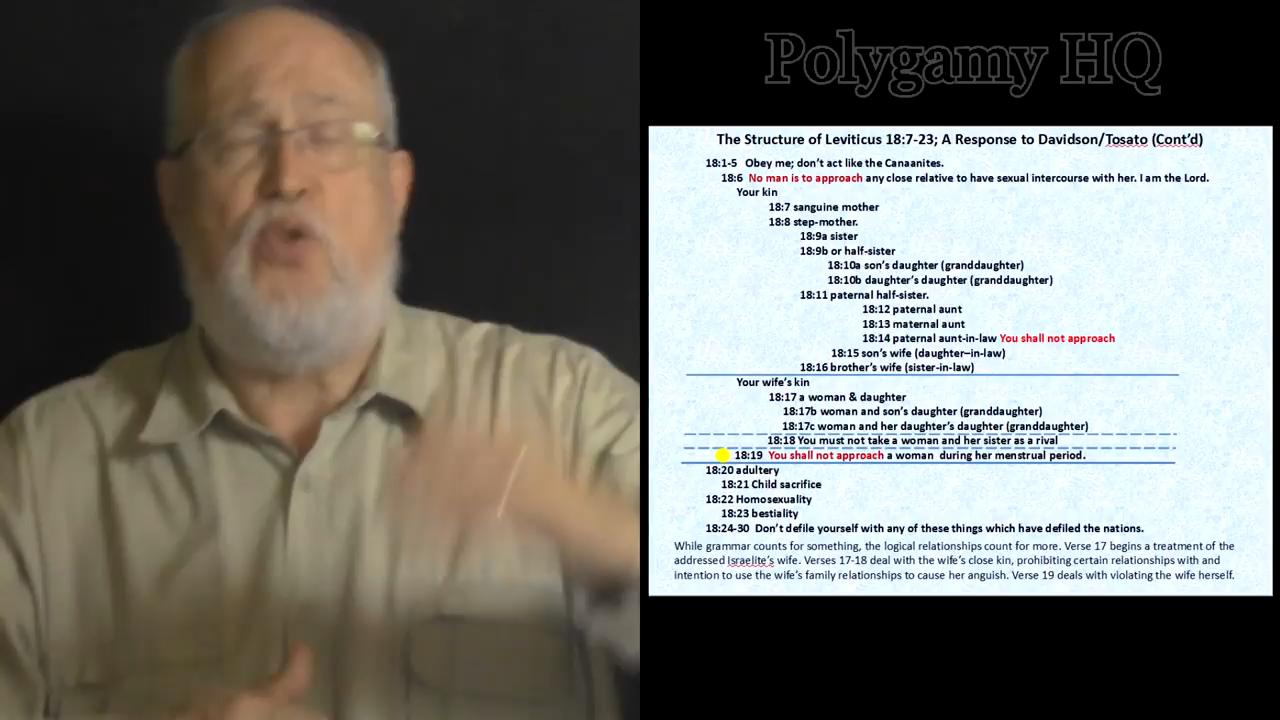 Polygamy HQ
The Structure of Leviticus 18:7-23; A Response to Davidson/Tosato (Cont’d)
18:1-5 Obey me; don’t act like the Canaanites.
18:6 No man is to approach any close relative to have sexual intercourse with her. I am the Lord.
Your kin
18:7 sanguine mother
18:8 step-mother.
18:9a sister
18:9b or half-sister
18:10a son’s daughter (granddaughter)
18:10b daughter’s daughter (granddaughter)
18:11 paternal half-sister.
18:12 paternal aunt
18:13 maternal aunt
18:14 paternal aunt-in-law You shall not approach
18:15 son’s wife (daughter–in-law)
18:16 brother’s wife (sister-in-law)
Your wife’s kin
18:17 a woman & daughter
18:17b woman and son’s daughter (granddaughter)
18:17c woman and her daughter’s daughter (granddaughter)
18:18 You must not take a woman and her sister as a rival
18:19 You shall not approach a woman during her menstrual period.
18:20 adultery
18:21 Child sacrifice
18:22 Homosexuality
18:23 bestiality
18:24-30 Don’t defile yourself with any of these things which have defiled the nations.
While grammar counts for something, the logical relationships count for more. Verse 17 begins a treatment of the
addressed Israelite’s wife. Verses 17-18 deal with the wife’s close kin, prohibiting certain relationships with and
intention to use the wife’s family relationships to cause her anguish. Verse 19 deals with violating the wife herself.